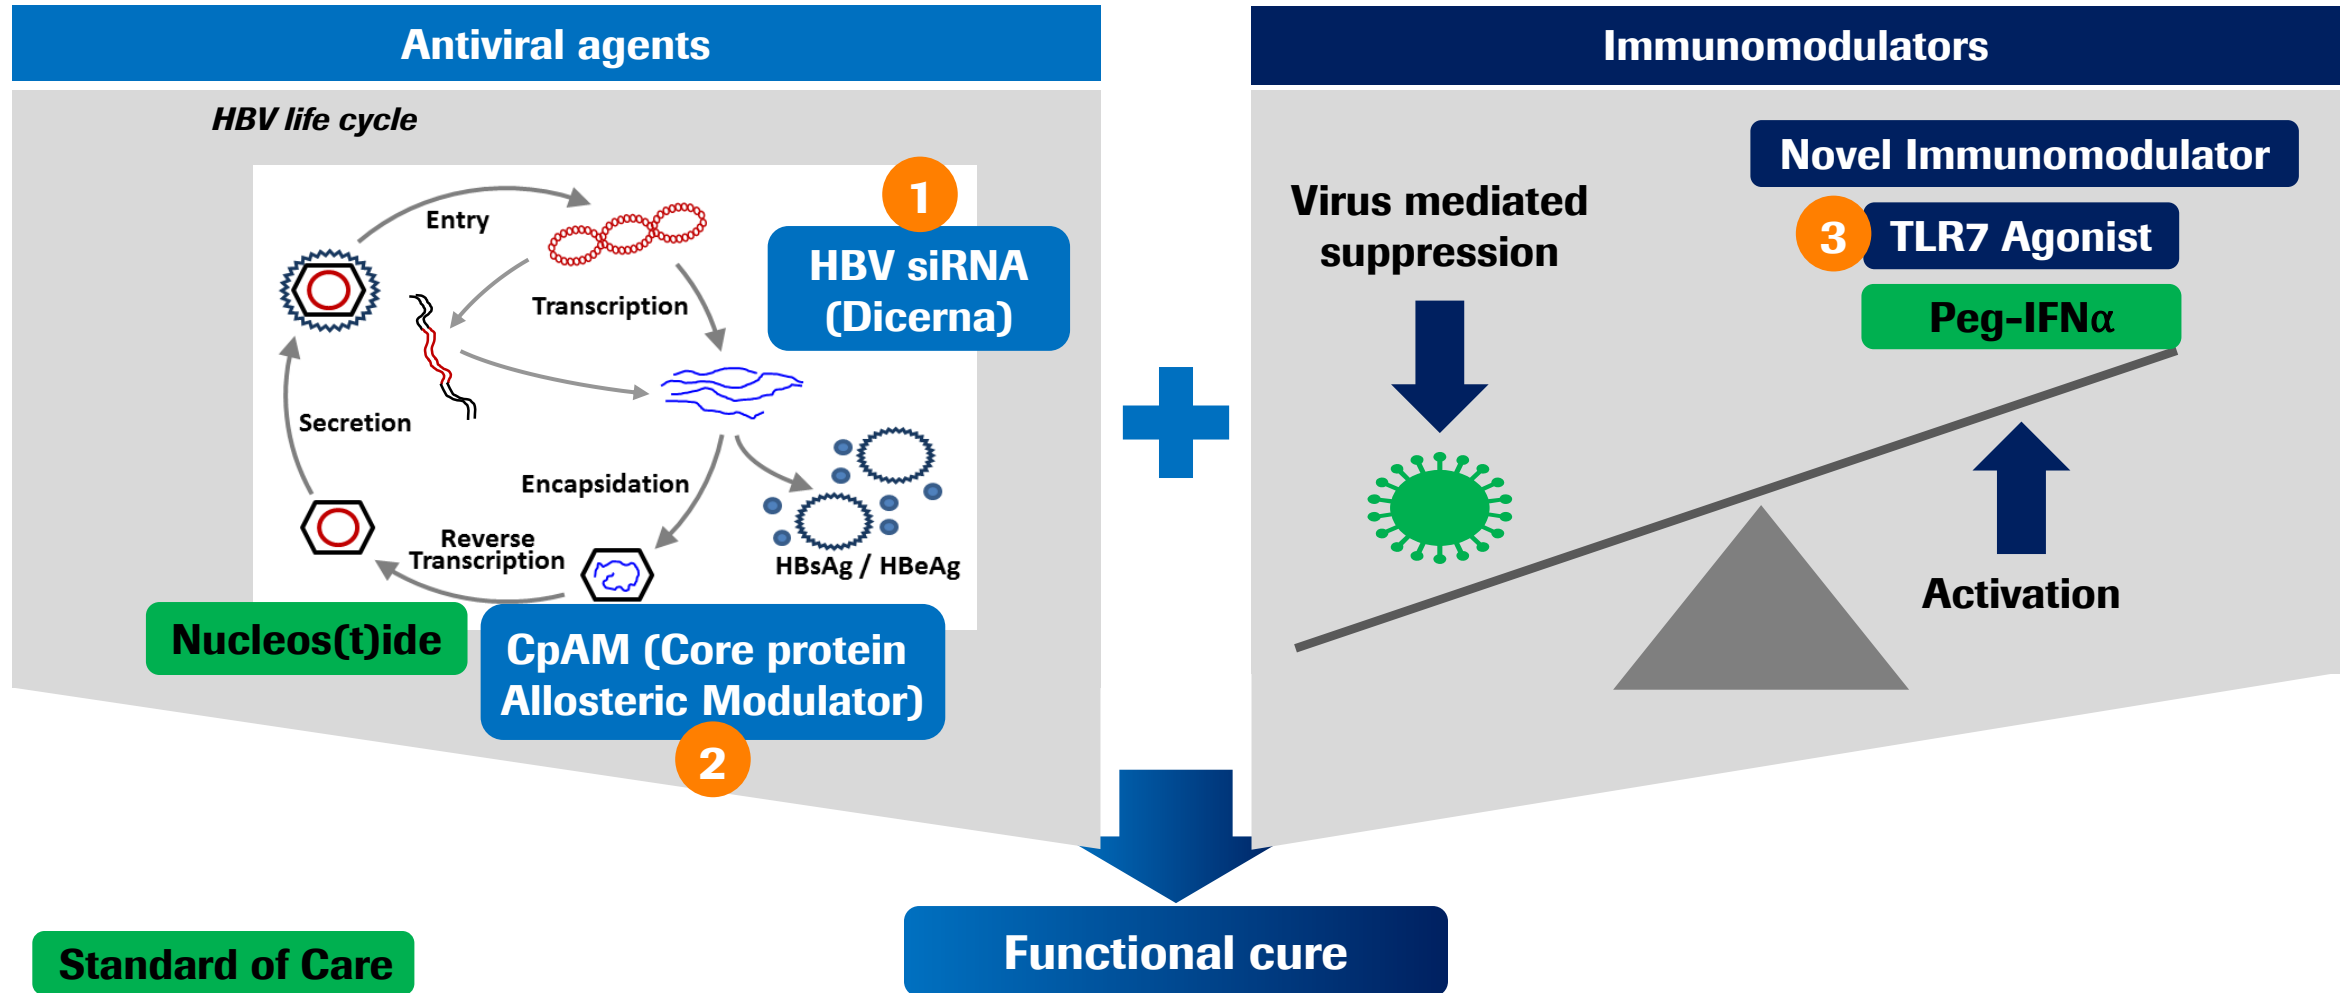 Antiviral agents
HBV life cycle
Entry
1
HBV siRNA
(Dicerna)
Transcription
Secretion
Encapsidation
Reverse
Transcription
HBsAg / HBeAg
Nucleos(t)ide
CpAM (Core protein
Allosteric Modulator)
2
Immunomodulators
Virus mediated
suppression
Novel Immunomodulator
3
TLR7 Agonist
Peg-IFNα
Activation
Functional cure
Standard of Care